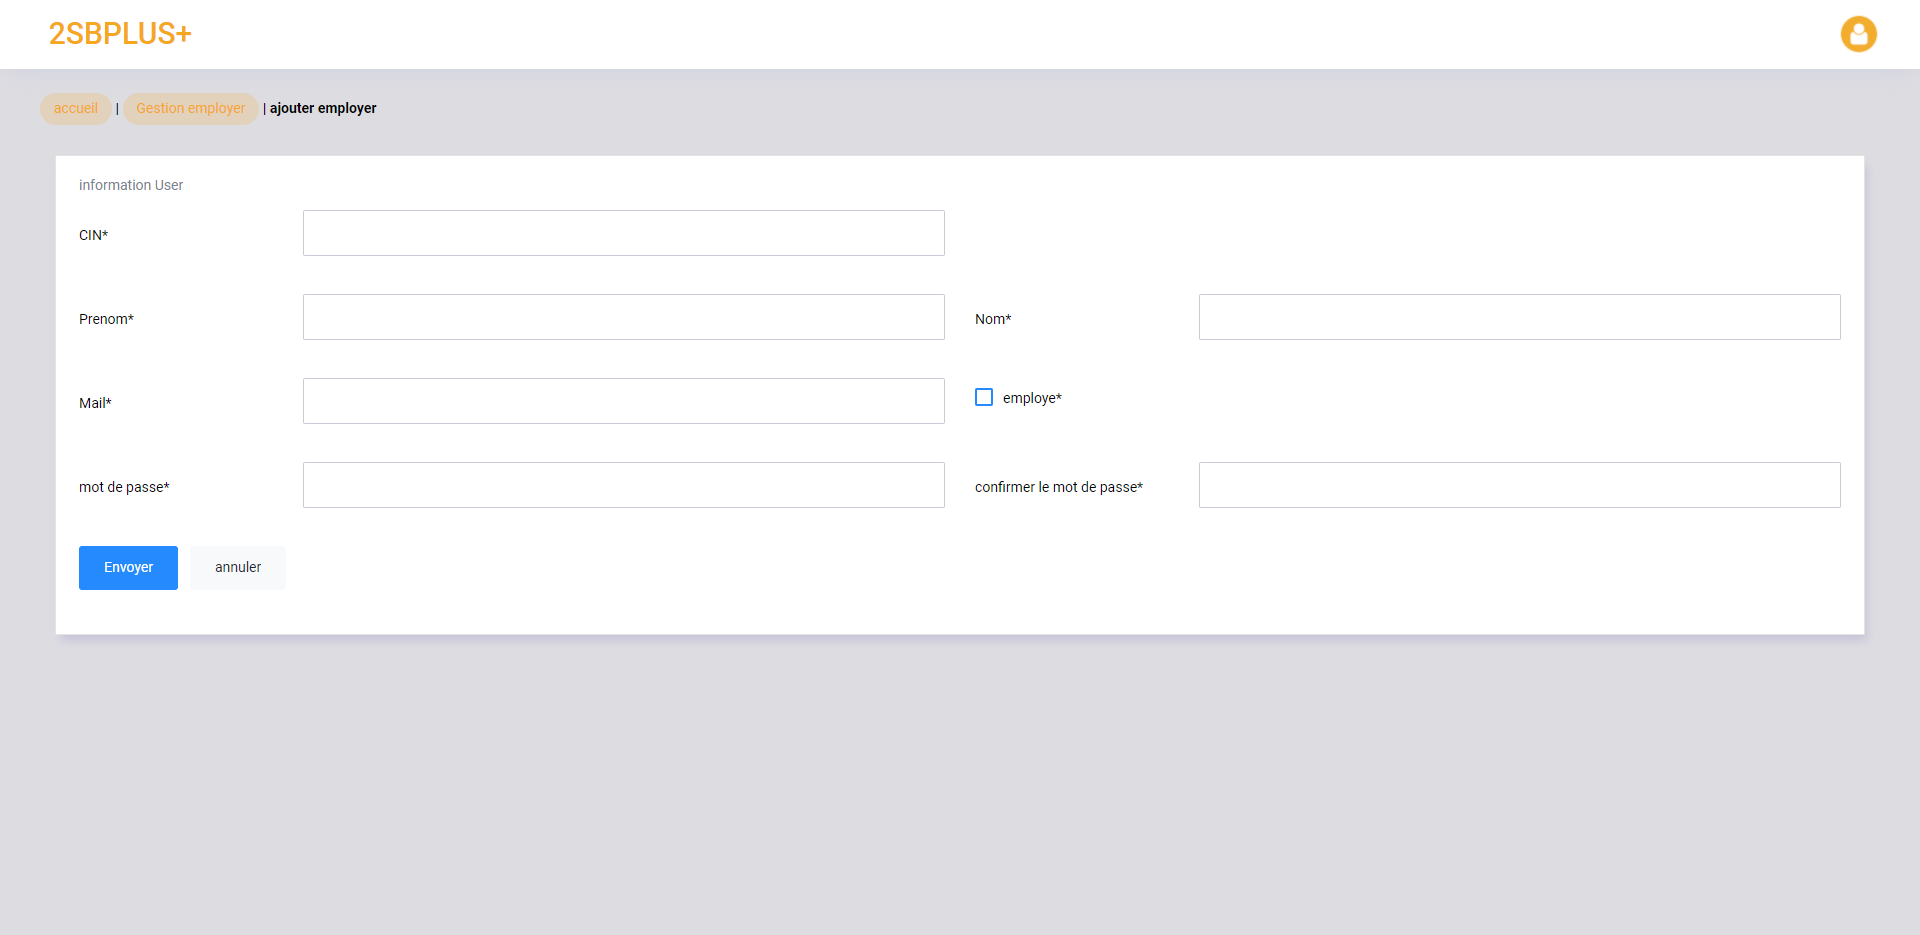 2SBPLUS+
accueil | Gestion employer | ajouter employer
information User
CIN*
Prenom* Nom*
Mail* employe*
mot de passe* confirmer le mot de passe*
Envoyer annuler